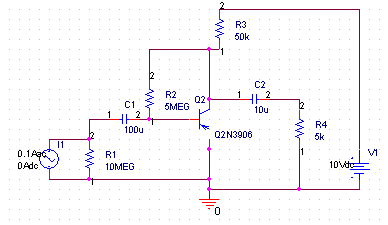 2
R3
50k
1
2
R2
5MEG
1
Q2
Q2N3906
C1
1 2
100u
C2
1 2
10u
2
R4
5k
1
I1
0.1Aac
0Adc
2
R1
10MEG
1
V1
10Vdc
0